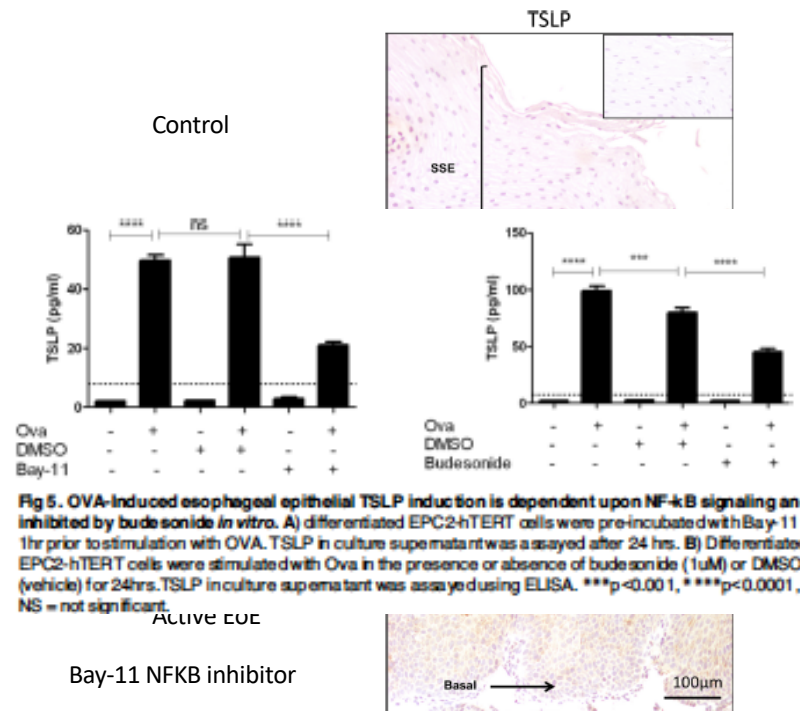 TSLP
Control
SSE
**** ns ****
60
40
20
0
TSLP (pg/ml)
Ova - + - + - +
DMSO - - + + - -
Bay-11 - - - - + +
**** *** ****
150
100
50
0
TSLP (pg/ml)
Ova - + - + - +
DMSO - - + + - -
Budesonide - - - - + +
Fig 5. OVA-Induced esophageal epithelial TSLP induction is dependent upon NF-kB signaling an
inhibited by budesonide in vitro. A) differentiated EPC2-hTERT cells were pre-incubated with Bay-11
1hr prior to stimulation with OVA. TSLP in culture supernatant was assayed after 24 hrs. B) Differentiate
EPC2-hTERT cells were stimulated with Ova in the presence or absence of budesonide (1uM) or DMSO
(vehicle) for 24hrs. TSLP in culture supernatant was assayed using ELISA. ***p<0.001, ****p<0.0001,
NS = not significant.
Active EoE
Bay-11 NFKB inhibitor
Basal
100µm